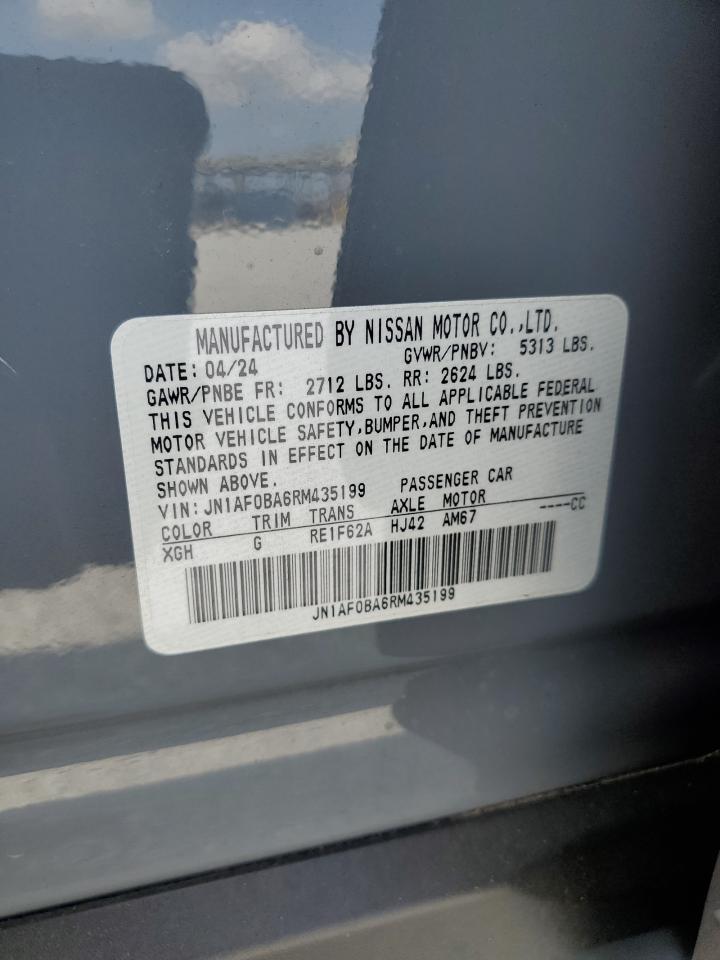 MANUFACTURED BY NISSAN MOTOR CO.,LTD.
DATE: 04/24 GVWR/PNBV: 5313 LBS.
GAWR/PNBE FR: 2712 LBS. RR: 2624 LBS.
THIS VEHICLE CONFORMS TO ALL APPLICABLE FEDERAL
MOTOR VEHICLE SAFETY,BUMPER,AND THEFT PREVENTION
STANDARDS IN EFFECT ON THE DATE OF MANUFACTURE
SHOWN ABOVE.
VIN: JN1AF0BA6RM435199 PASSENGER CAR
COLOR TRIM TRANS AXLE MOTOR
XGH G RE1F62A HJ42 AM67 ----CC
JN1AF0BA6RM435199